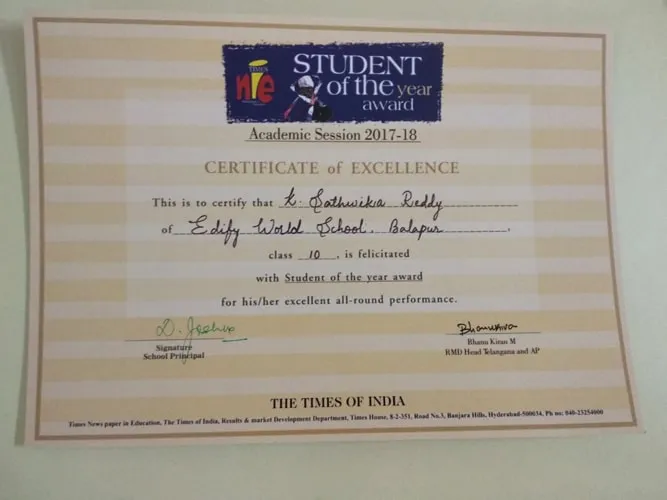 TIMES
nie
STUDENT
of the year
award
Academic Session 2017-18
CERTIFICATE of EXCELLENCE
This is to certify that K. Sathwika Reddy
of Edify World School, Balapur.
class 10, is felicitated
with Student of the year award
for his/her excellent all-round performance.
Signature
School Principal
Bhanu Kiran M
RMD Head Telangana and AP
THE TIMES OF INDIA
Times News paper in Education, The Times of India, Results & market Development Department, Times House, 8-2-351, Road No.3, Banjara Hills, Hyderabad-500034, Ph no: 040-23254000